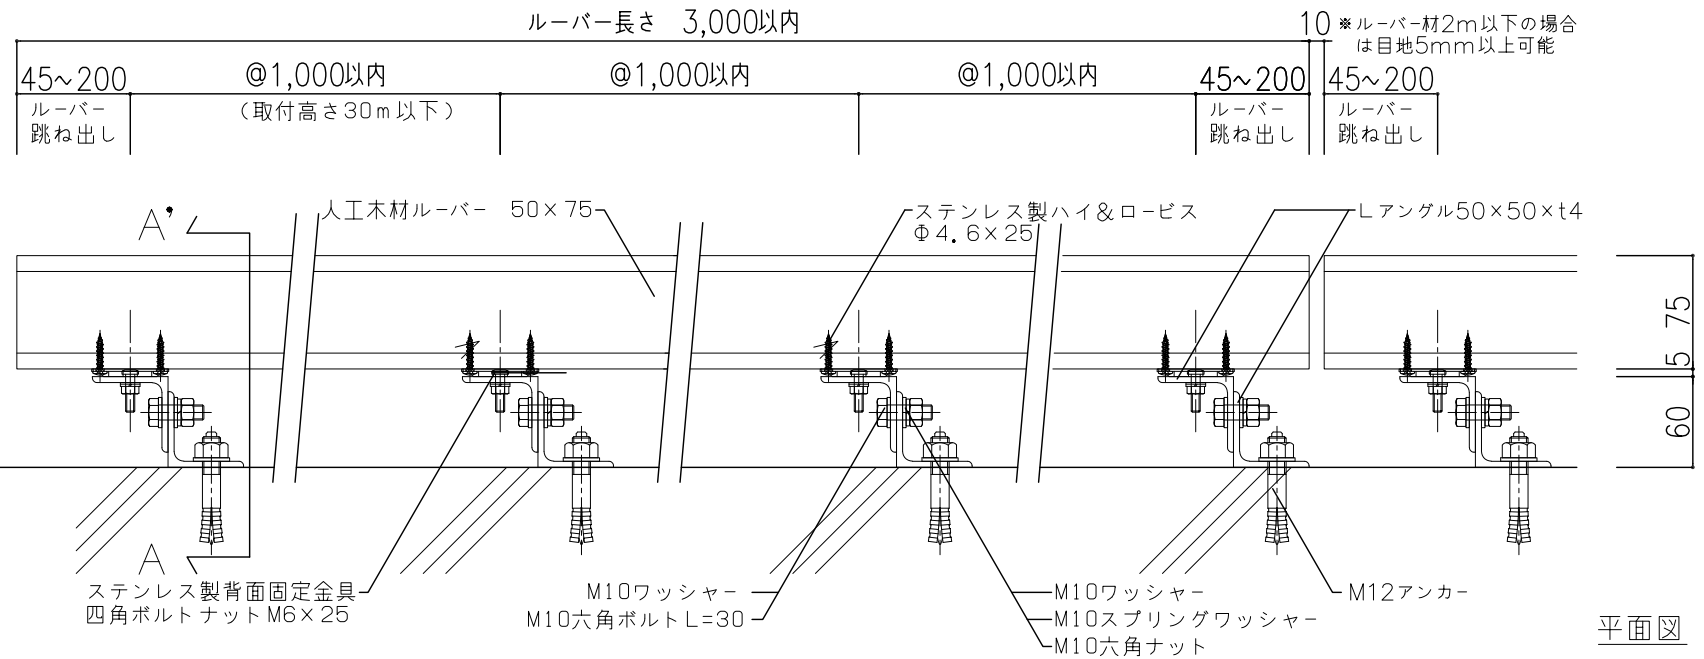 ルーバー長さ 3,000以内
10 ※ルーバー材2m以下の場合
は目地5mm以上可能
45~200
@1,000以内
@1,000以内
@1,000以内
45~200
45~200
ルーバー
跳ね出し
（取付高さ30m以下）
ルーバー
跳ね出し
ルーバー
跳ね出し
A'
人工木材ルーバー 50×75
ステンレス製ハイ&ロービス
Φ4.6×25
Lアングル50×50×t4
75
5
60
A
ステンレス製背面固定金具
四角ボルトナットM6×25
M10ワッシャー
M10六角ボルトL=30
M10ワッシャー
M10スプリングワッシャー
M10六角ナット
M12アンカー
平面図